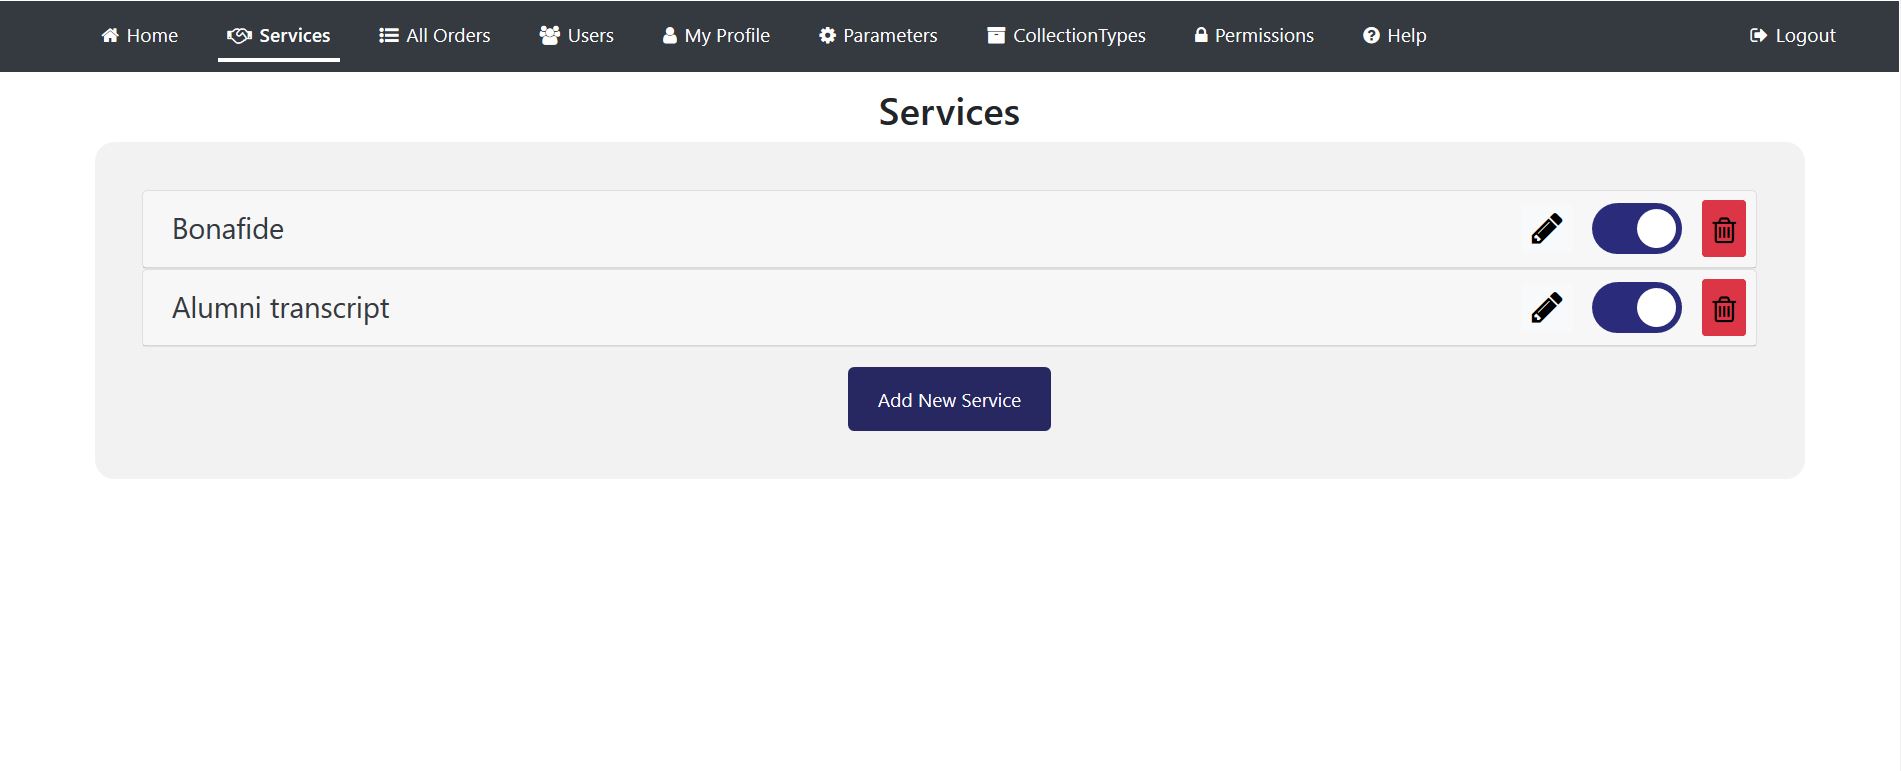 Home Services All Orders Users My Profile Parameters CollectionTypes Permissions Help Logout
Services
Bonafide
Alumni transcript
Add New Service